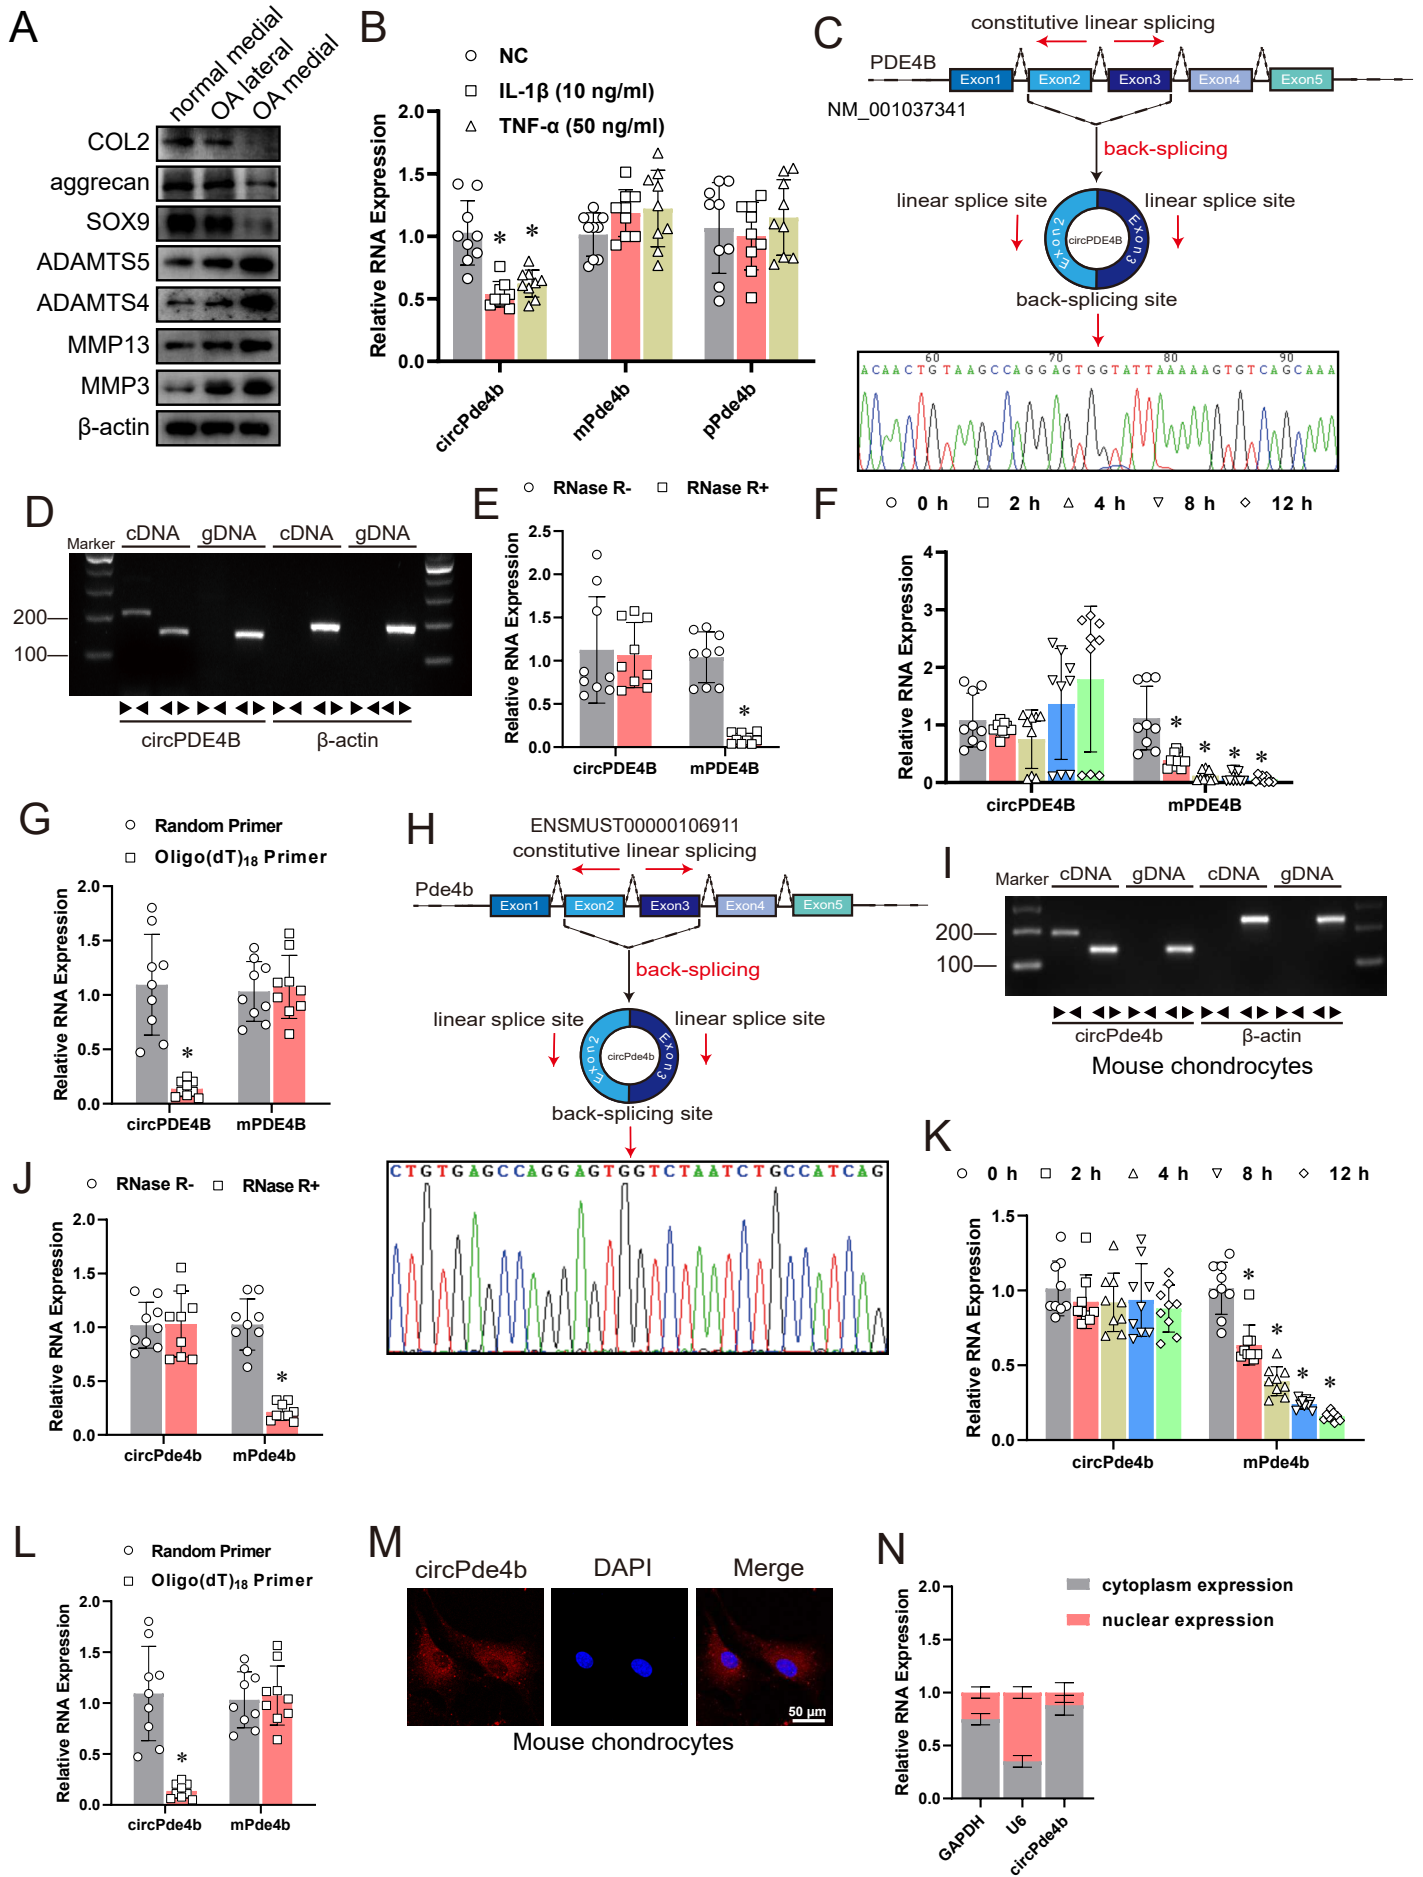 A
normal medial
OA lateral
OA medial
COL2
aggrecan
SOX9
ADAMTS5
ADAMTS4
MMP13
MMP3
β-actin
B
NC
IL-1β (10 ng/ml)
TNF-α (50 ng/ml)
Relative RNA Expression
2.0
1.5
1.0
0.5
0.0
* *
circPde4b
mPde4b
pPde4b
C
constitutive linear splicing
PDE4B
Exon1 Exon2 Exon3 Exon4 Exon5
NM_001037341
back-splicing
linear splice site linear splice site
Exon2 circPDE4B Exon3
back-splicing site
60 70 80 90
ACAACTGTAAGCCAGGAGTGGTATTAAAAAGTGTCAGCAAA
D
Marker cDNA gDNA cDNA gDNA
200
100
circPDE4B β-actin
E
RNase R- RNase R+
Relative RNA Expression
2.5
2.0
1.5
1.0
0.5
0.0
*
circPDE4B mPDE4B
F
0 h 2 h 4 h 8 h 12 h
Relative RNA Expression
4
3
2
1
0
* * * *
circPDE4B mPDE4B
G
Random Primer
Oligo(dT)18 Primer
Relative RNA Expression
2.0
1.5
1.0
0.5
0.0
*
circPDE4B mPDE4B
H
ENSMUST00000106911
constitutive linear splicing
Pde4b
Exon1 Exon2 Exon3 Exon4 Exon5
back-splicing
linear splice site linear splice site
Exon2 circPde4b Exon3
back-splicing site
CTGTGAGCCAGGAGTGGTCTAATCTGCCATCAG
I
Marker cDNA gDNA cDNA gDNA
200
100
circPde4b β-actin
Mouse chondrocytes
J
RNase R- RNase R+
Relative RNA Expression
2.0
1.5
1.0
0.5
0.0
*
circPde4b mPde4b
K
0 h 2 h 4 h 8 h 12 h
Relative RNA Expression
1.5
1.0
0.5
0.0
* * * *
circPde4b mPde4b
L
Random Primer
Oligo(dT)18 Primer
Relative RNA Expression
2.0
1.5
1.0
0.5
0.0
*
circPde4b mPde4b
M
circPde4b DAPI Merge
50 μm
Mouse chondrocytes
N
cytoplasm expression
nuclear expression
Relative RNA Expression
2.0
1.5
1.0
0.5
0.0
GAPDH
U6
circPde4b